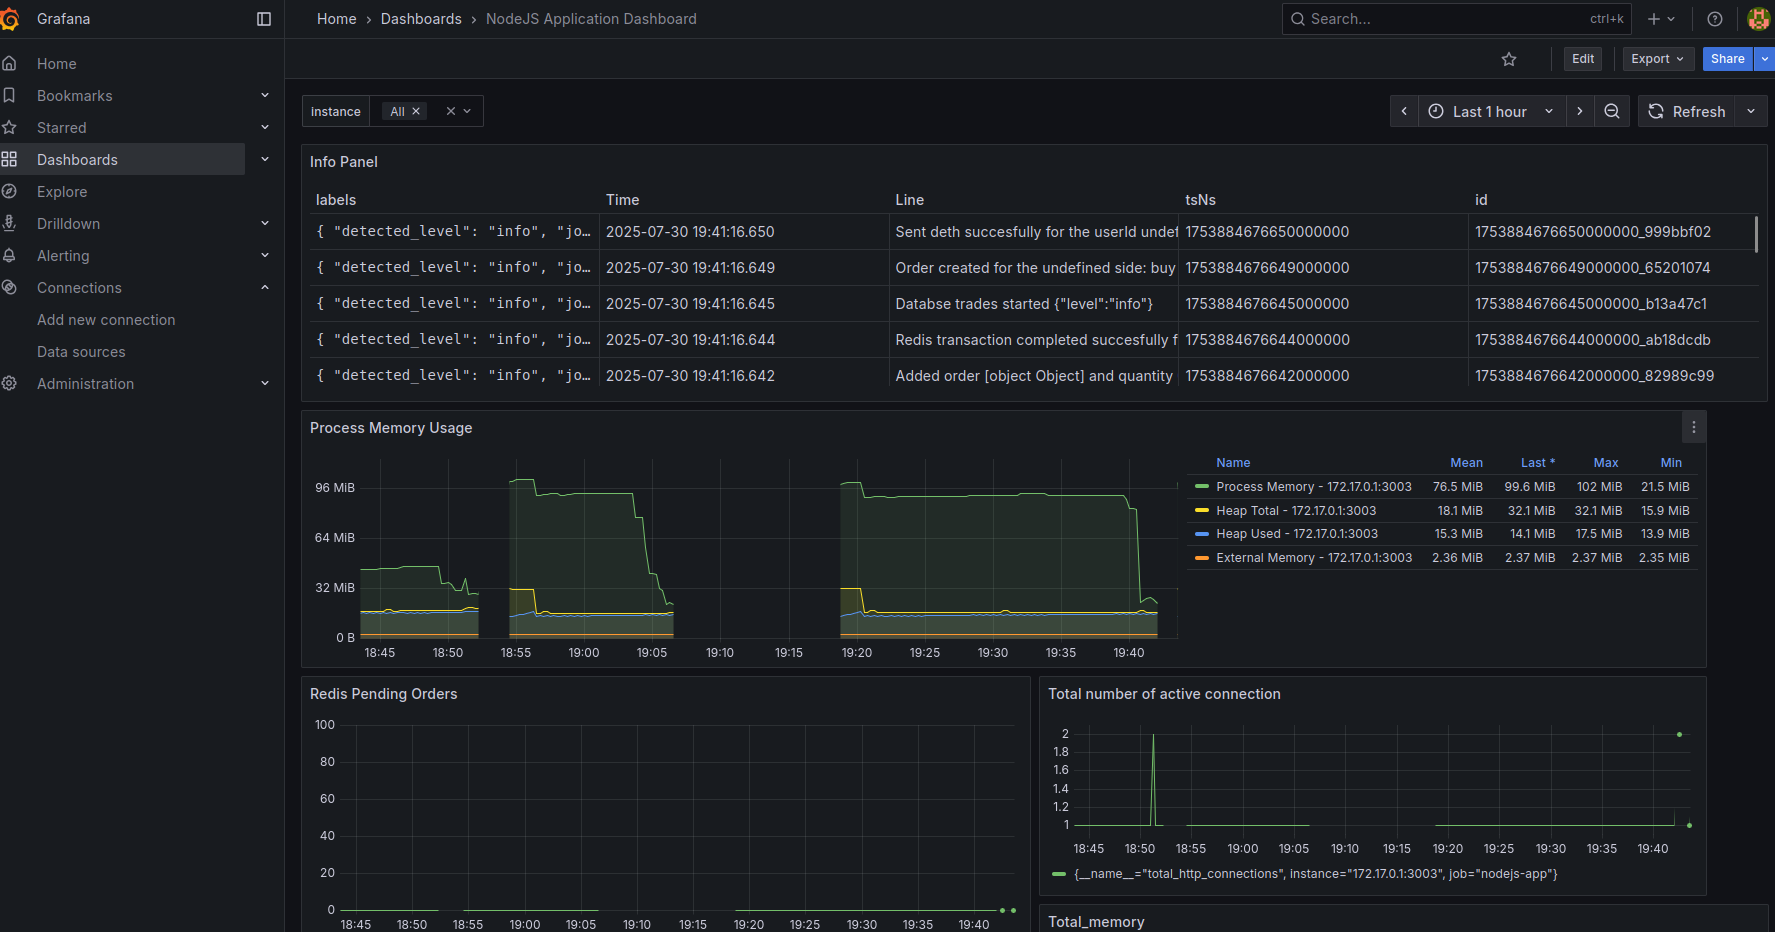 Grafana
Home › Dashboards › NodeJS Application Dashboard
Search... ctrl+k
Edit Export Share
Home
Bookmarks
Starred
Dashboards
Explore
Drilldown
Alerting
Connections
Add new connection
Data sources
Administration
instance All
Last 1 hour Refresh
Info Panel
labels Time Line tsNs id
{ "detected_level": "info", "jo… 2025-07-30 19:41:16.650 Sent deth succesfully for the userId undef 1753884676650000000 1753884676650000000_999bbf02
{ "detected_level": "info", "jo… 2025-07-30 19:41:16.649 Order created for the undefined side: buy 1753884676649000000 1753884676649000000_65201074
{ "detected_level": "info", "jo… 2025-07-30 19:41:16.645 Databse trades started {"level":"info"} 1753884676645000000 1753884676645000000_b13a47c1
{ "detected_level": "info", "jo… 2025-07-30 19:41:16.644 Redis transaction completed succesfully f 1753884676644000000 1753884676644000000_ab18dcdb
{ "detected_level": "info", "jo… 2025-07-30 19:41:16.642 Added order [object Object] and quantity 1753884676642000000 1753884676642000000_82989c99
Process Memory Usage
96 MiB
64 MiB
32 MiB
0 B
18:45 18:50 18:55 19:00 19:05 19:10 19:15 19:20 19:25 19:30 19:35 19:40
Name Mean Last * Max Min
Process Memory - 172.17.0.1:3003 76.5 MiB 99.6 MiB 102 MiB 21.5 MiB
Heap Total - 172.17.0.1:3003 18.1 MiB 32.1 MiB 32.1 MiB 15.9 MiB
Heap Used - 172.17.0.1:3003 15.3 MiB 14.1 MiB 17.5 MiB 13.9 MiB
External Memory - 172.17.0.1:3003 2.36 MiB 2.37 MiB 2.37 MiB 2.35 MiB
Redis Pending Orders
100
80
60
40
20
0
18:45 18:50 18:55 19:00 19:05 19:10 19:15 19:20 19:25 19:30 19:35 19:40
Total number of active connection
2
1.8
1.6
1.4
1.2
1
18:45 18:50 18:55 19:00 19:05 19:10 19:15 19:20 19:25 19:30 19:35 19:40
{__name__="total_http_connections", instance="172.17.0.1:3003", job="nodejs-app"}
Total_memory